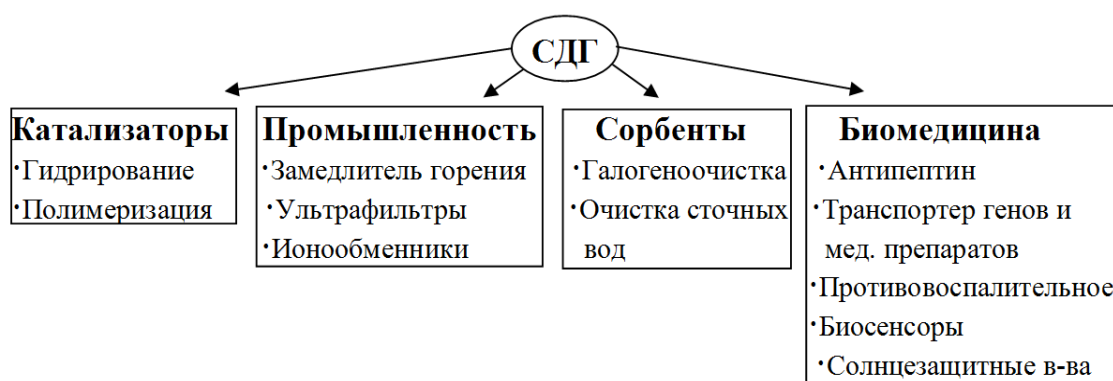 СДГ
Катализаторы
·Гидрирование
·Полимеризация
Промышленность
·Замедлитель горения
·Ультрафильтры
·Ионообменники
Сорбенты
·Галогеноочистка
·Очистка сточных
вод
Биомедицина
·Антипептин
·Транспортер генов и
мед. препаратов
·Противовоспалительное
·Биосенсоры
·Солнцезащитные в-ва